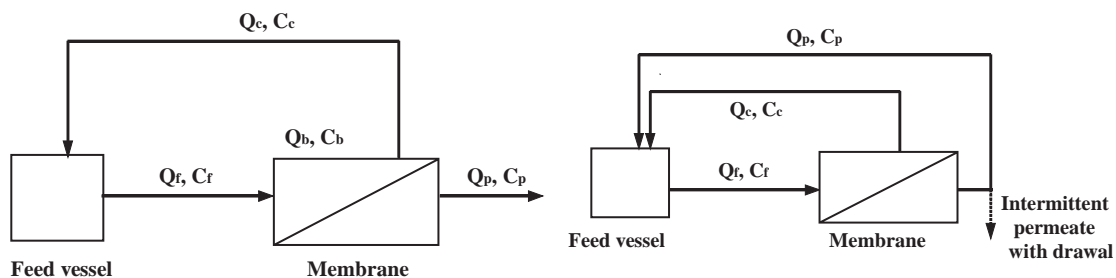 Qc, Cc
Qb, Cb
Qf, Cf
Qp, Cp
Feed vessel
Membrane
Qp, Cp
Qc, Cc
Qf, Cf
Feed vessel
Membrane
Intermittent
permeate
with drawal